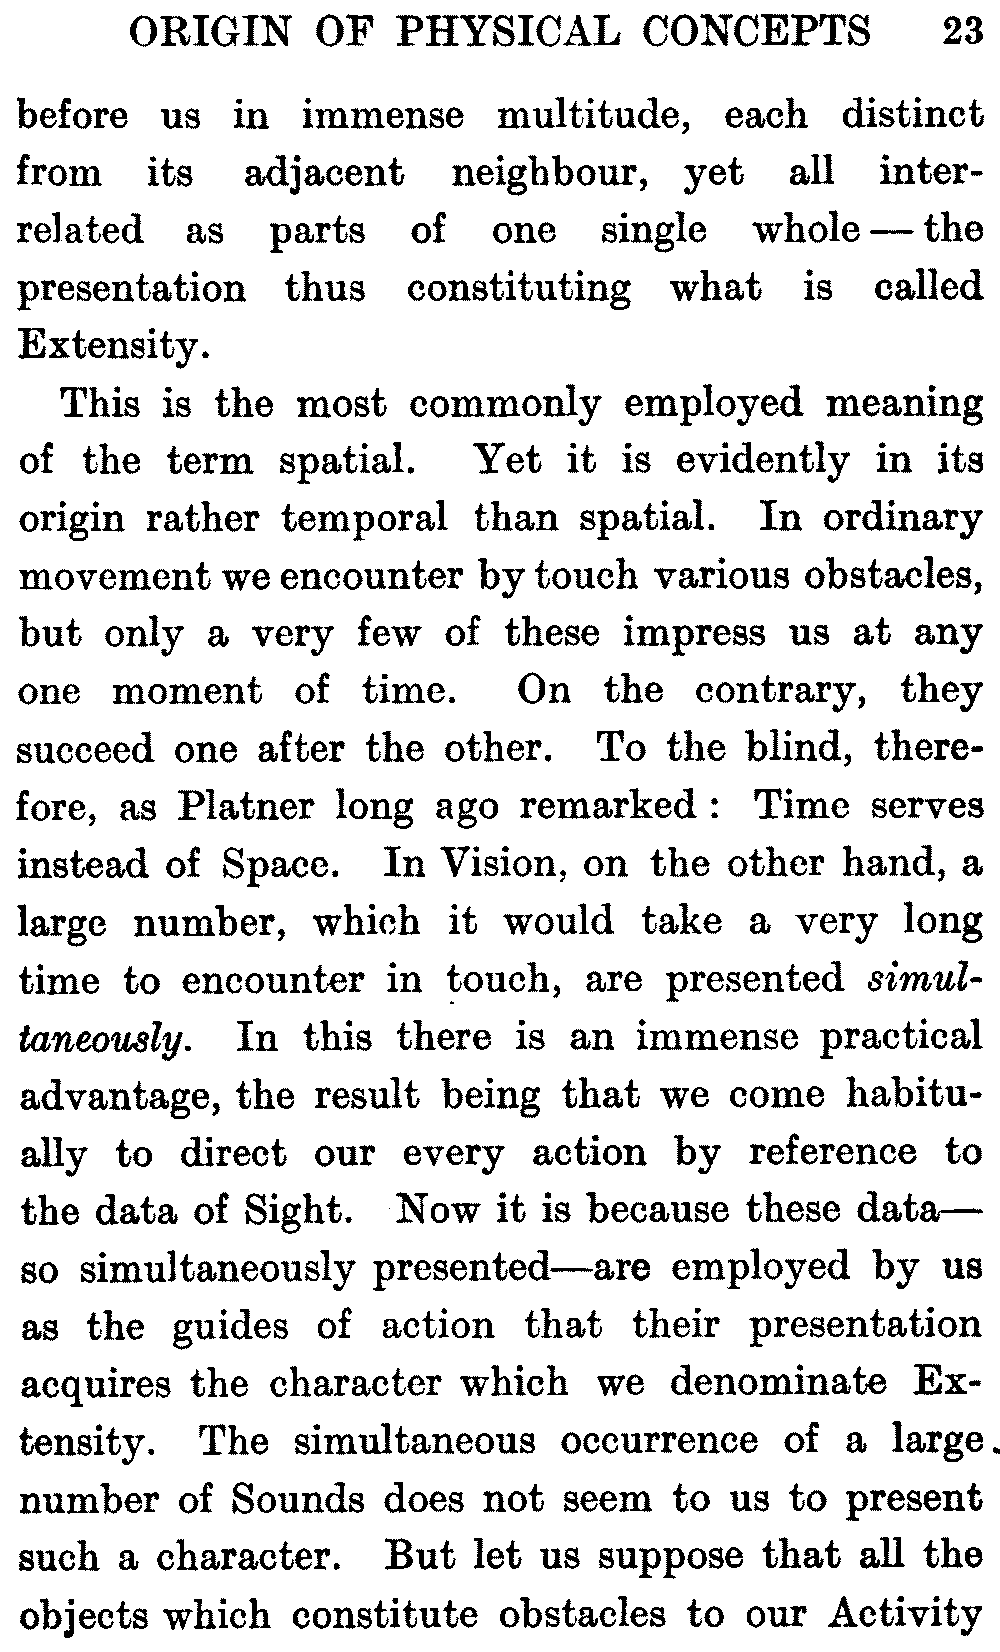 ORIGIN OF PHYSICAL CONCEPTS 23
before us in immense multitude, each distinct
from its adjacent neighbour, yet all inter-
related as parts of one single whole — the
presentation thus constituting what is called
Extensity.
This is the most commonly employed meaning
of the term spatial. Yet it is evidently in its
origin rather temporal than spatial. In ordinary
movement we encounter by touch various obstacles,
but only a very few of these impress us at any
one moment of time. On the contrary, they
succeed one after the other. To the blind, there-
fore, as Platner long ago remarked : Time serves
instead of Space. In Vision, on the other hand, a
large number, which it would take a very long
time to encounter in touch, are presented simul-
taneously. In this there is an immense practical
advantage, the result being that we come habitu-
ally to direct our every action by reference to
the data of Sight. Now it is because these data—
so simultaneously presented—are employed by us
as the guides of action that their presentation
acquires the character which we denominate Ex-
tensity. The simultaneous occurrence of a large
number of Sounds does not seem to us to present
such a character. But let us suppose that all the
objects which constitute obstacles to our Activity